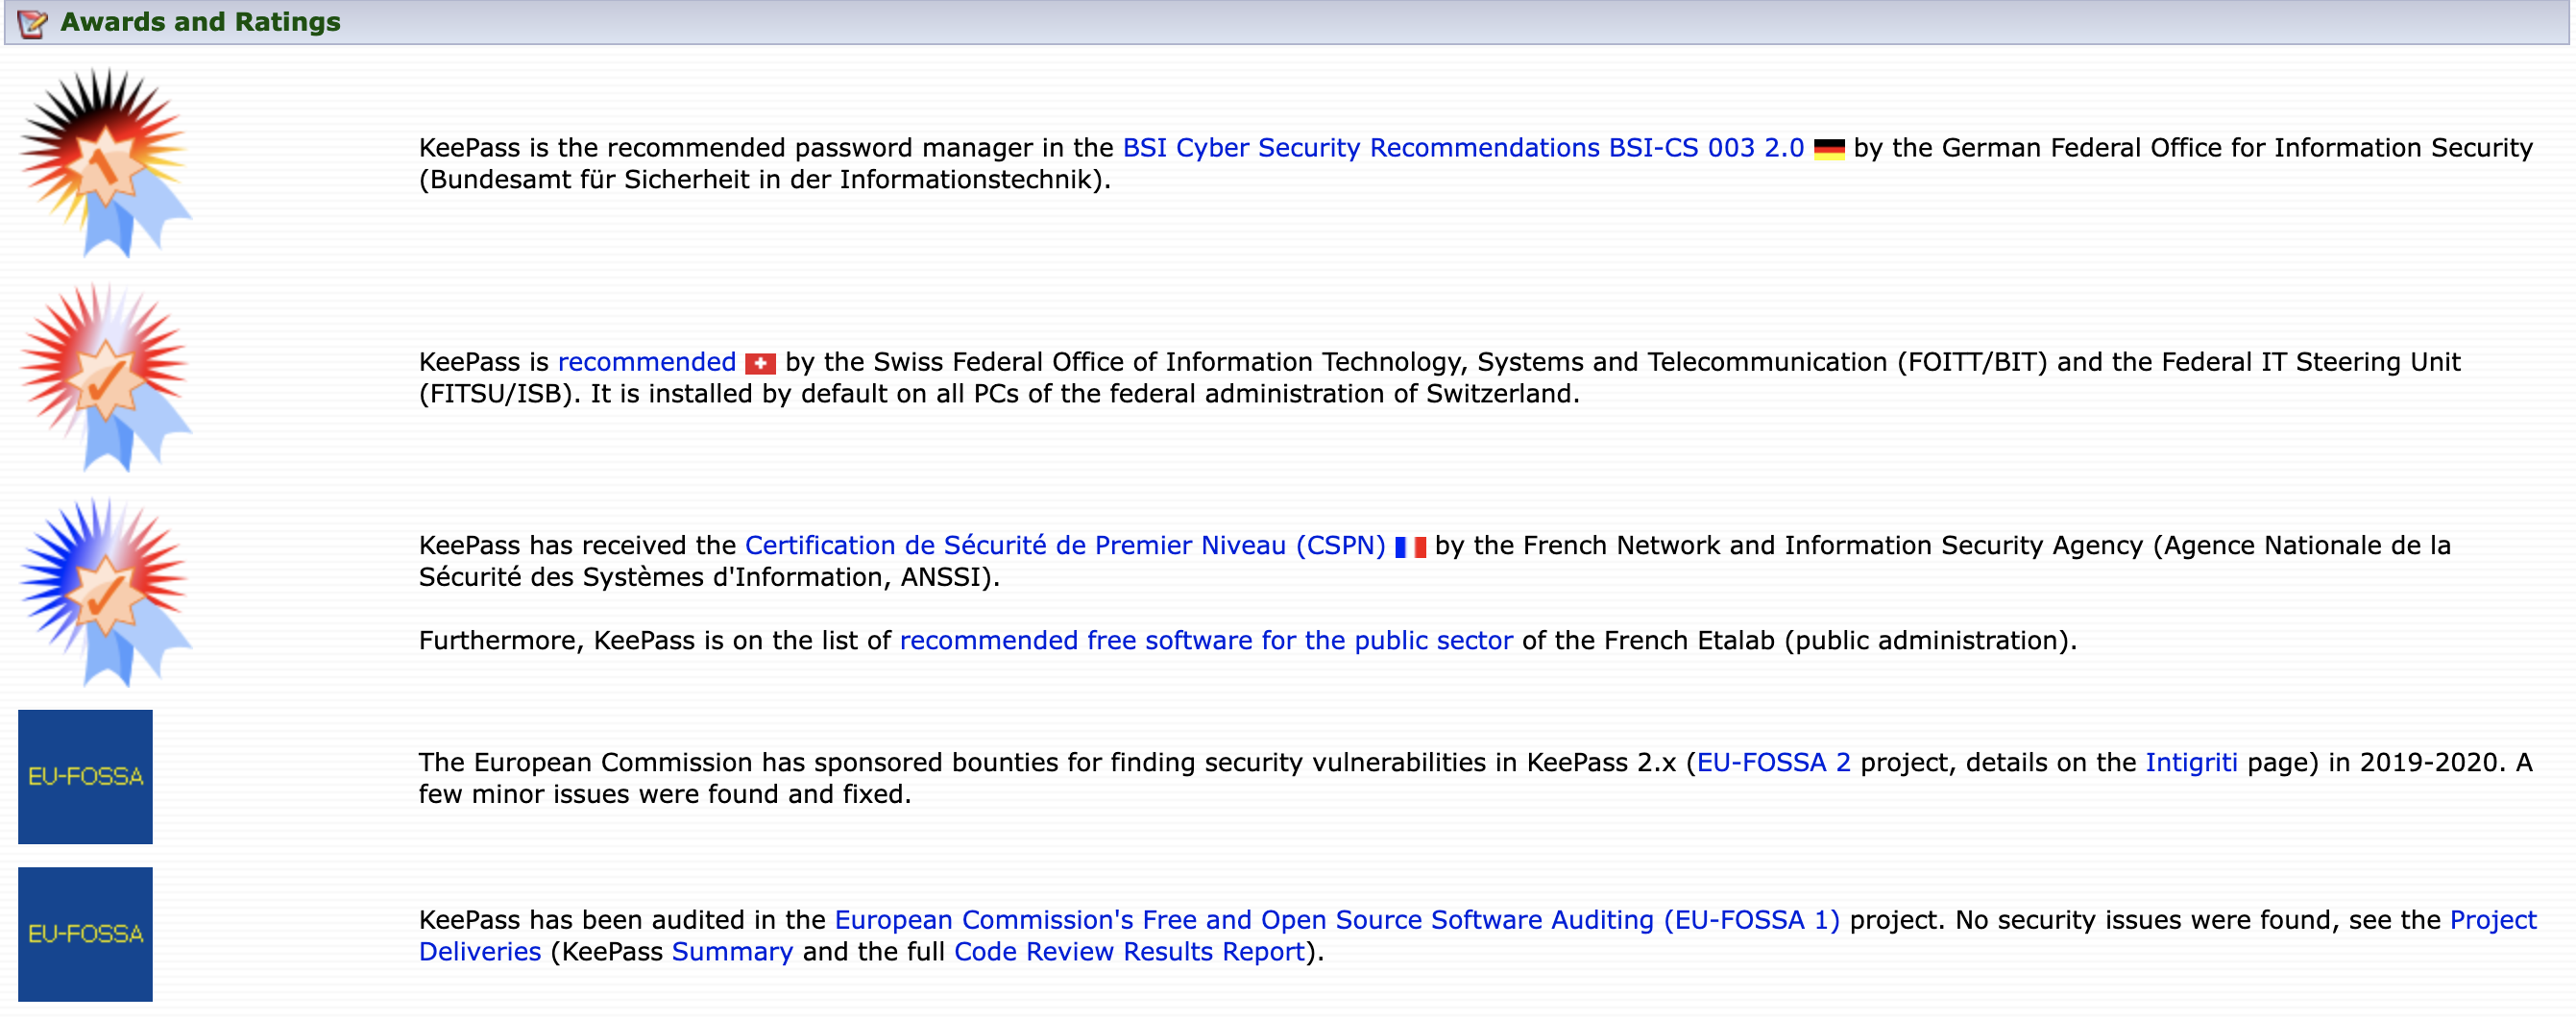 Awards and Ratings
KeePass is the recommended password manager in the BSI Cyber Security Recommendations BSI-CS 003 2.0 by the German Federal Office for Information Security
(Bundesamt für Sicherheit in der Informationstechnik).
KeePass is recommended by the Swiss Federal Office of Information Technology, Systems and Telecommunication (FOITT/BIT) and the Federal IT Steering Unit
(FITSU/ISB). It is installed by default on all PCs of the federal administration of Switzerland.
KeePass has received the Certification de Sécurité de Premier Niveau (CSPN) by the French Network and Information Security Agency (Agence Nationale de la
Sécurité des Systèmes d'Information, ANSSI).
Furthermore, KeePass is on the list of recommended free software for the public sector of the French Etalab (public administration).
EU-FOSSA
The European Commission has sponsored bounties for finding security vulnerabilities in KeePass 2.x (EU-FOSSA 2 project, details on the Intigriti page) in 2019-2020. A
few minor issues were found and fixed.
EU-FOSSA
KeePass has been audited in the European Commission's Free and Open Source Software Auditing (EU-FOSSA 1) project. No security issues were found, see the Project
Deliveries (KeePass Summary and the full Code Review Results Report).